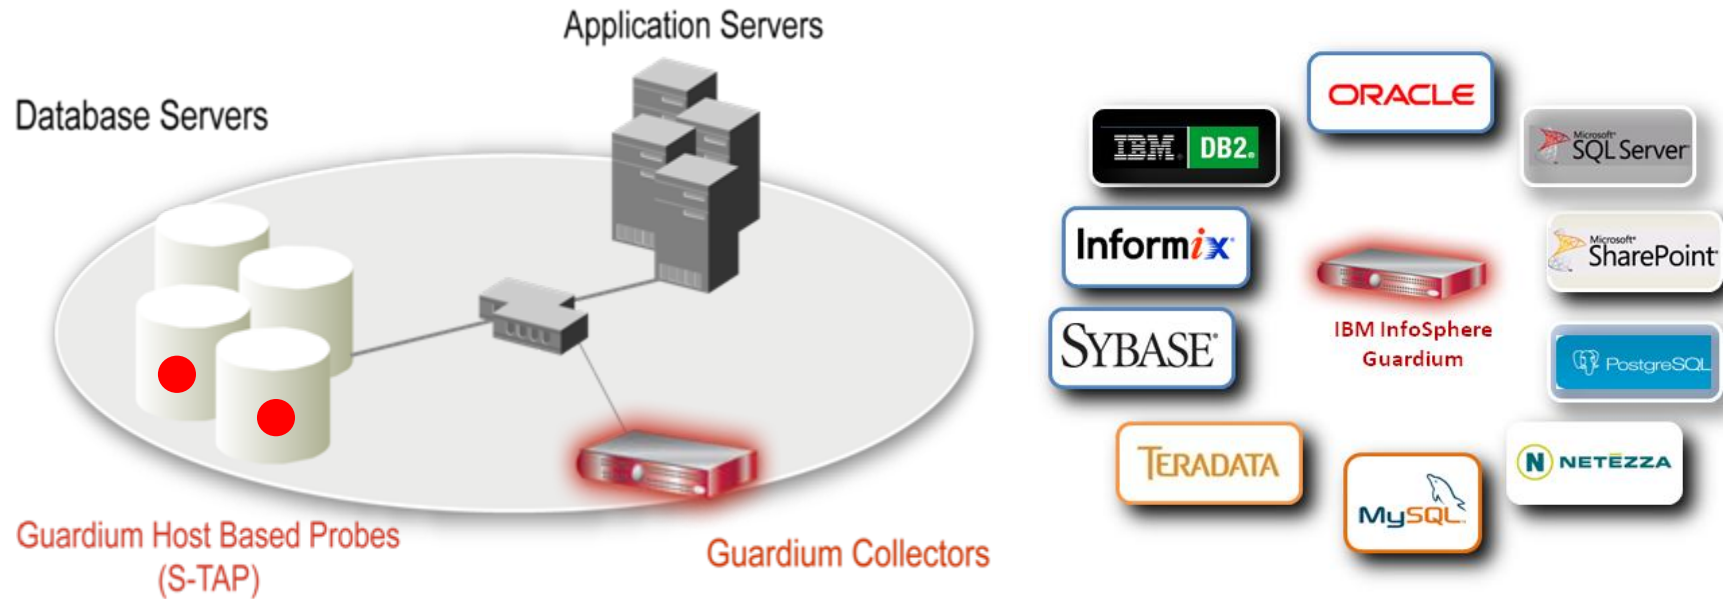 Application Servers
Database Servers
Guardium Host Based Probes
(S-TAP)
Guardium Collectors
ORACLE
IBM DB2
Microsoft
SQL Server
Informix
Microsoft
SharePoint
IBM InfoSphere
Guardium
SYBASE
PostgreSQL
TERADATA
N NETEZZA
MySQL